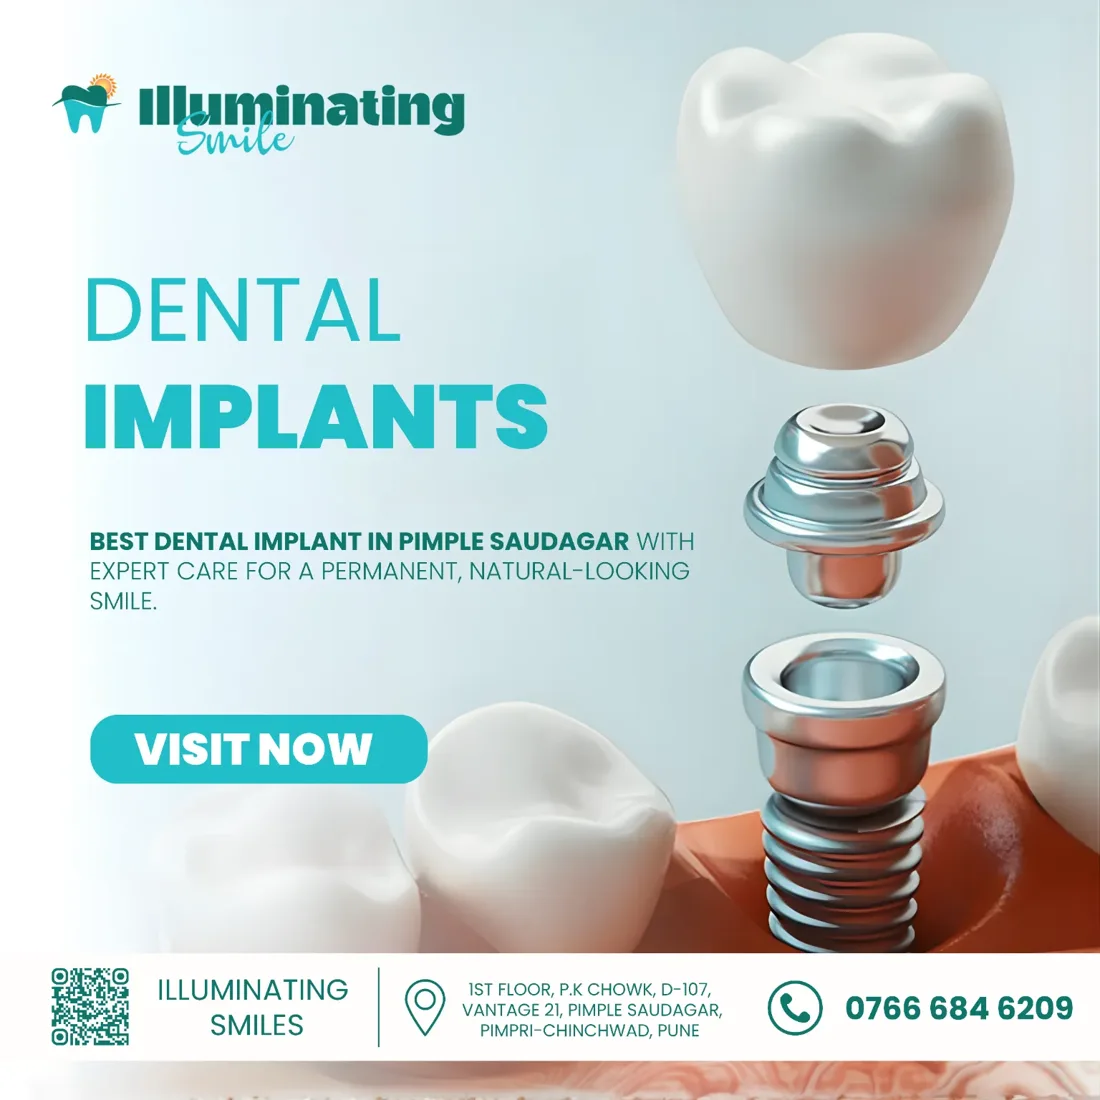 Illuminating
Smile
DENTAL
IMPLANTS
BEST DENTAL IMPLANT IN PIMPLE SAUDAGAR WITH
EXPERT CARE FOR A PERMANENT, NATURAL-LOOKING
SMILE.
VISIT NOW
ILLUMINATING
SMILES
1ST FLOOR, P.K CHOWK, D-107,
VANTAGE 21, PIMPLE SAUDAGAR,
PIMPRI-CHINCHWAD, PUNE
0766 684 6209